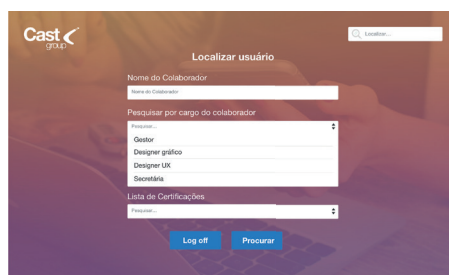 Cast
group
Localizar...
Localizar usuário
Nome do Colaborador
Nome do Colaborador
Pesquisar por cargo do colaborador
Pesquisar...
Gestor
Designer gráfico
Designer UX
Secretária
Lista de Certificações
Pesquisar...
Log off
Procurar